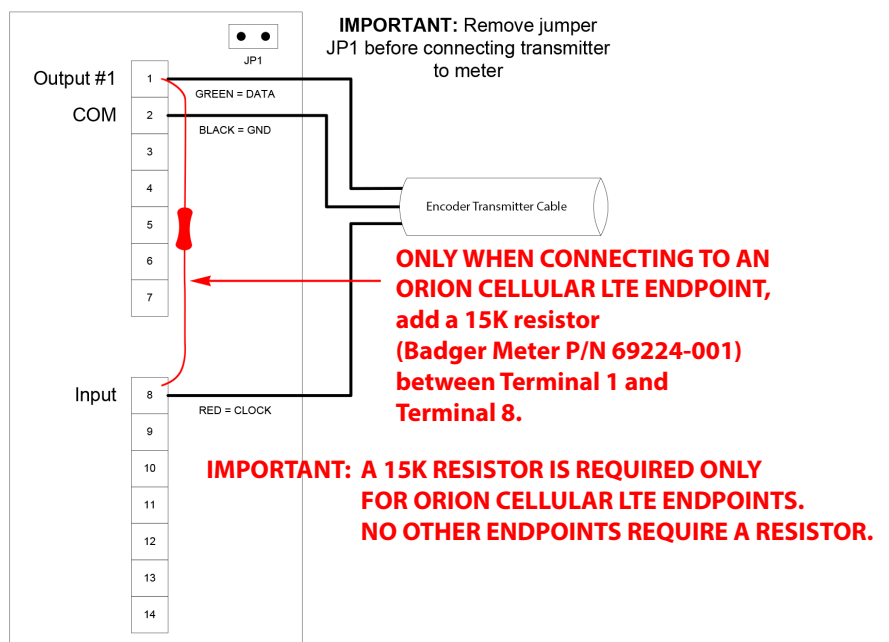 IMPORTANT: Remove jumper
JP1 before connecting transmitter
to meter
JP1
Output #1
1
GREEN = DATA
COM
2
BLACK = GND
3
4
5
6
7
Encoder Transmitter Cable
ONLY WHEN CONNECTING TO AN
ORION CELLULAR LTE ENDPOINT,
add a 15K resistor
(Badger Meter P/N 69224-001)
between Terminal 1 and
Terminal 8.
Input
8
RED = CLOCK
9
10
11
12
13
14
IMPORTANT: A 15K RESISTOR IS REQUIRED ONLY
FOR ORION CELLULAR LTE ENDPOINTS.
NO OTHER ENDPOINTS REQUIRE A RESISTOR.